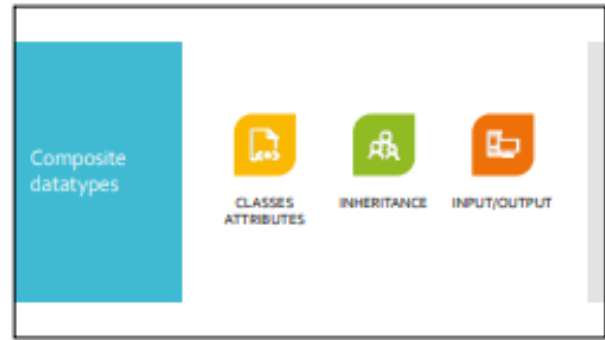 Composite
datatypes
CLASSES
ATTRIBUTES
INHERITANCE
INPUT/OUTPUT